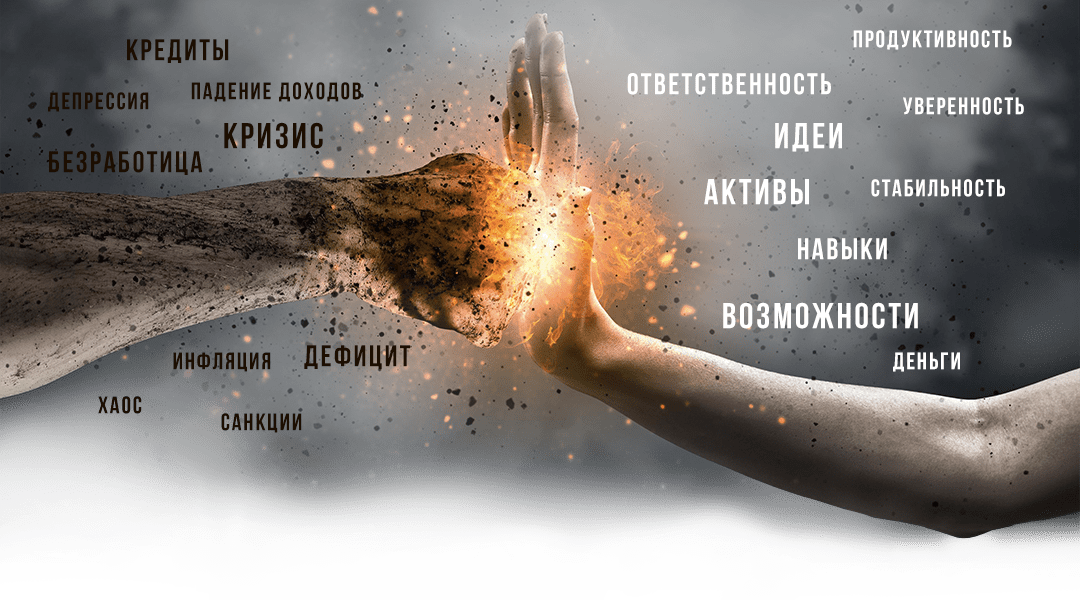 КРЕДИТЫ
ДЕПРЕССИЯ
ПАДЕНИЕ ДОХОДОВ
КРИЗИС
БЕЗРАБОТИЦА
ИНФЛЯЦИЯ
ДЕФИЦИТ
ХАОС
САНКЦИИ
ПРОДУКТИВНОСТЬ
ОТВЕТСТВЕННОСТЬ
УВЕРЕННОСТЬ
ИДЕИ
АКТИВЫ
СТАБИЛЬНОСТЬ
НАВЫКИ
ВОЗМОЖНОСТИ
ДЕНЬГИ